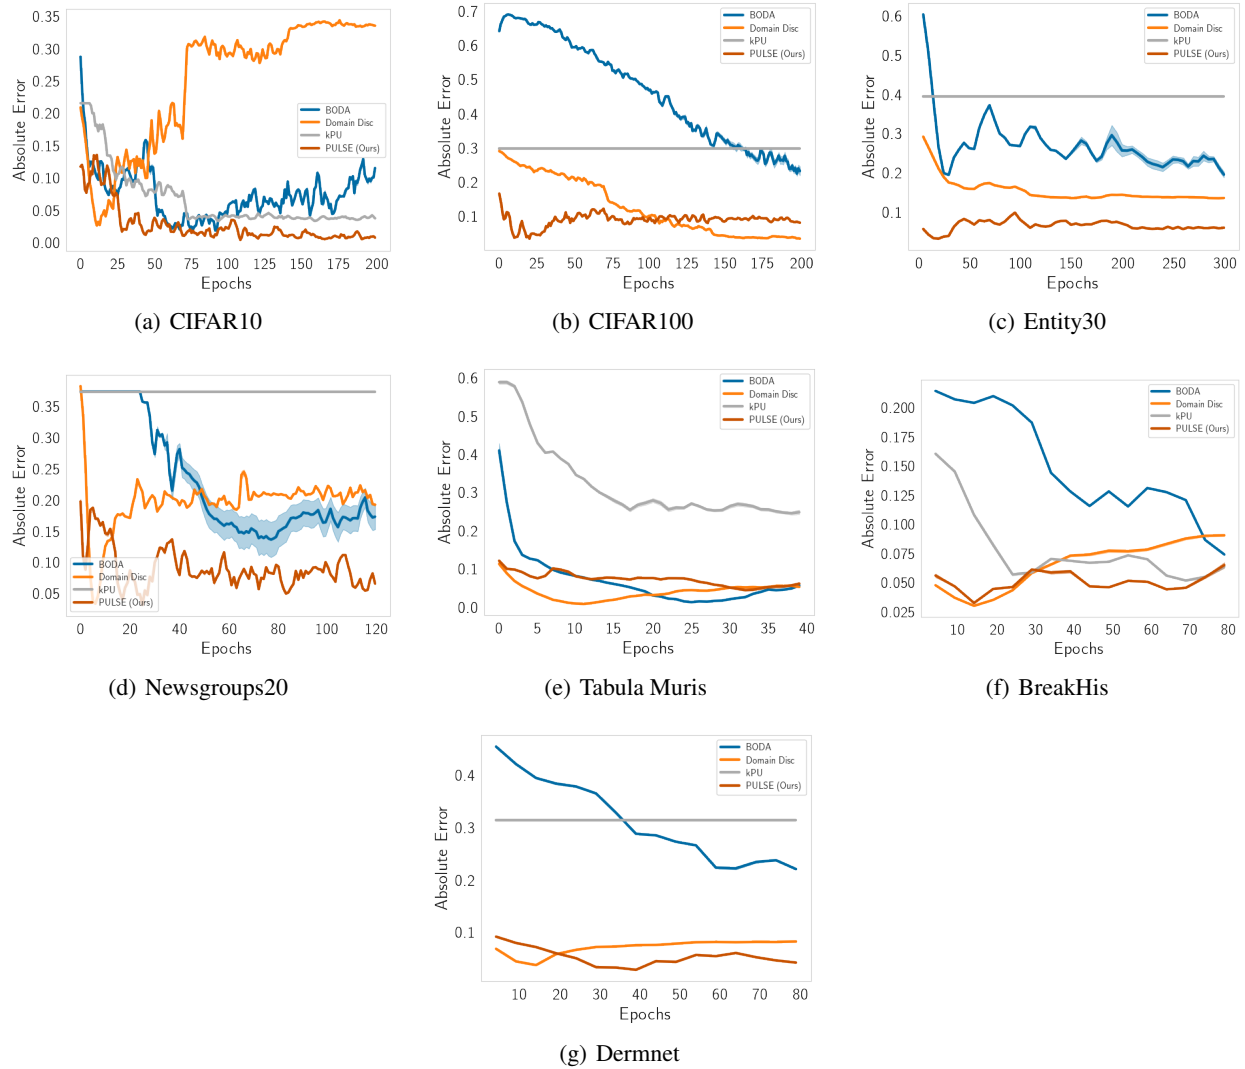 0.35
0.30
0.25
0.20
0.15
0.10
0.05
0.00
Absolute Error
0 25 50 75 100 125 150 175 200
Epochs
BODA
Domain Disc
kPU
PULSE (Ours)
(a) CIFAR10
0.7
0.6
0.5
0.4
0.3
0.2
0.1
Absolute Error
0 25 50 75 100 125 150 175 200
Epochs
BODA
Domain Disc
kPU
PULSE (Ours)
(b) CIFAR100
0.6
0.5
0.4
0.3
0.2
0.1
Absolute Error
0 50 100 150 200 250 300
Epochs
BODA
Domain Disc
kPU
PULSE (Ours)
(c) Entity30
0.35
0.30
0.25
0.20
0.15
0.10
0.05
Absolute Error
0 20 40 60 80 100 120
Epochs
BODA
Domain Disc
kPU
PULSE (Ours)
(d) Newsgroups20
0.6
0.5
0.4
0.3
0.2
0.1
0.0
Absolute Error
0 5 10 15 20 25 30 35 40
Epochs
BODA
Domain Disc
kPU
PULSE (Ours)
(e) Tabula Muris
0.200
0.175
0.150
0.125
0.100
0.075
0.050
0.025
Absolute Error
10 20 30 40 50 60 70 80
Epochs
BODA
Domain Disc
kPU
PULSE (Ours)
(f) BreakHis
0.4
0.3
0.2
0.1
Absolute Error
10 20 30 40 50 60 70 80
Epochs
BODA
Domain Disc
kPU
PULSE (Ours)
(g) Dermnet